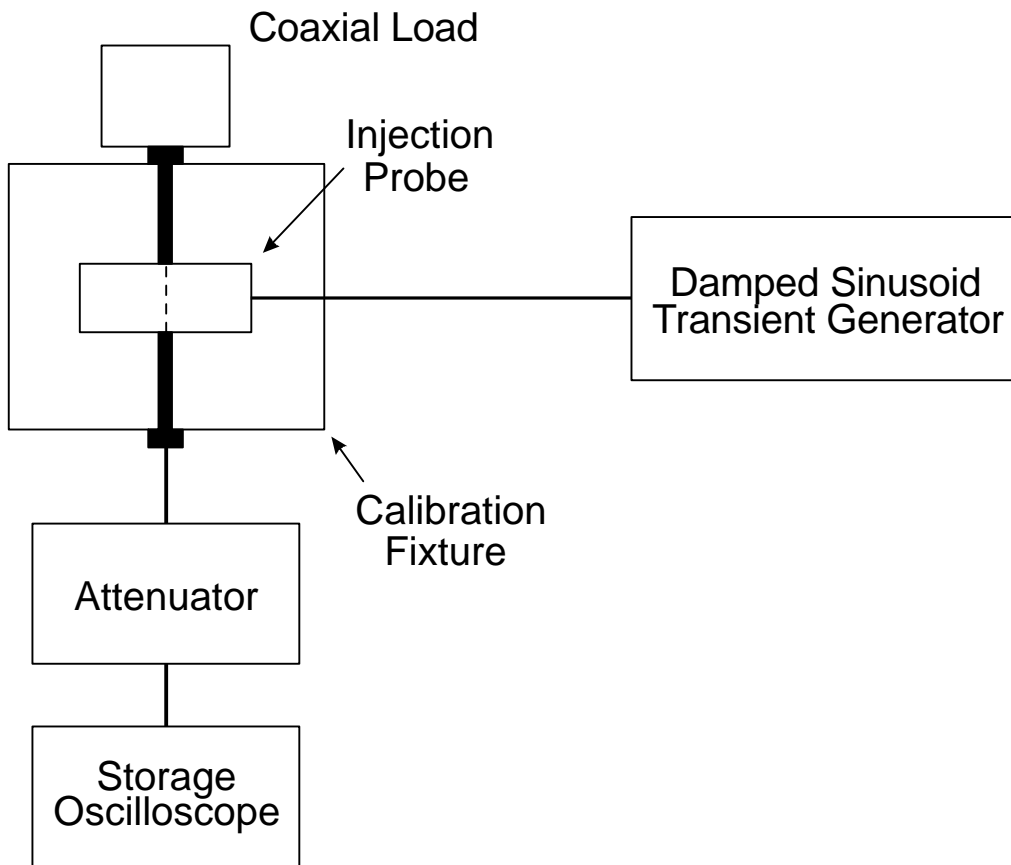 Coaxial Load
Injection
Probe
Damped Sinusoid
Transient Generator
Calibration
Fixture
Attenuator
Storage
Oscilloscope